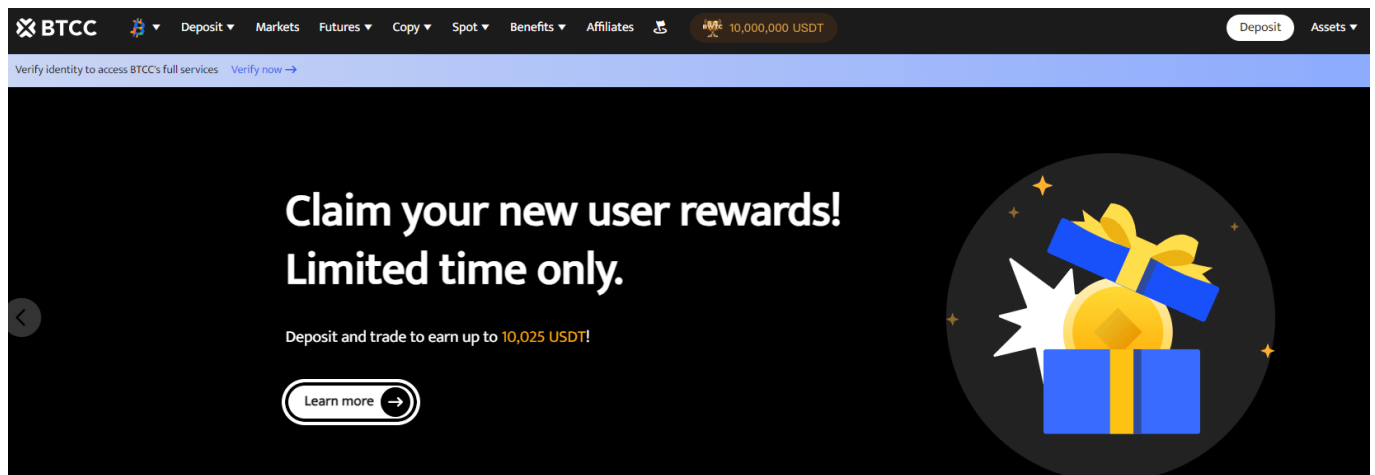 BTCC
Deposit Markets Futures Copy Spot Benefits Affiliates
10,000,000 USDT
Deposit Assets
Verify identity to access BTCC's full services Verify now →
Claim your new user rewards!
Limited time only.
Deposit and trade to earn up to 10,025 USDT!
Learn more